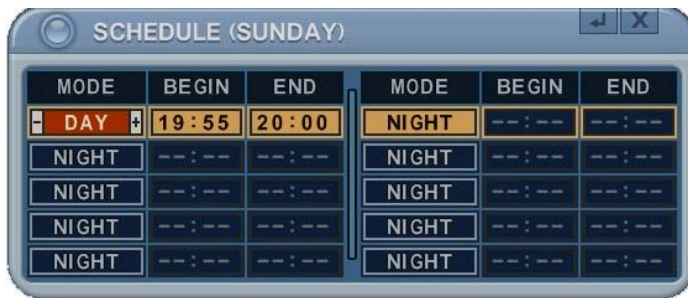 SCHEDULE (SUNDAY) X
MODE BEGIN END MODE BEGIN END
- DAY + 19:55 20:00 NIGHT --:-- --:--
NIGHT --:-- --:-- NIGHT --:-- --:--
NIGHT --:-- --:-- NIGHT --:-- --:--
NIGHT --:-- --:-- NIGHT --:-- --:--
NIGHT --:-- --:-- NIGHT --:-- --:--